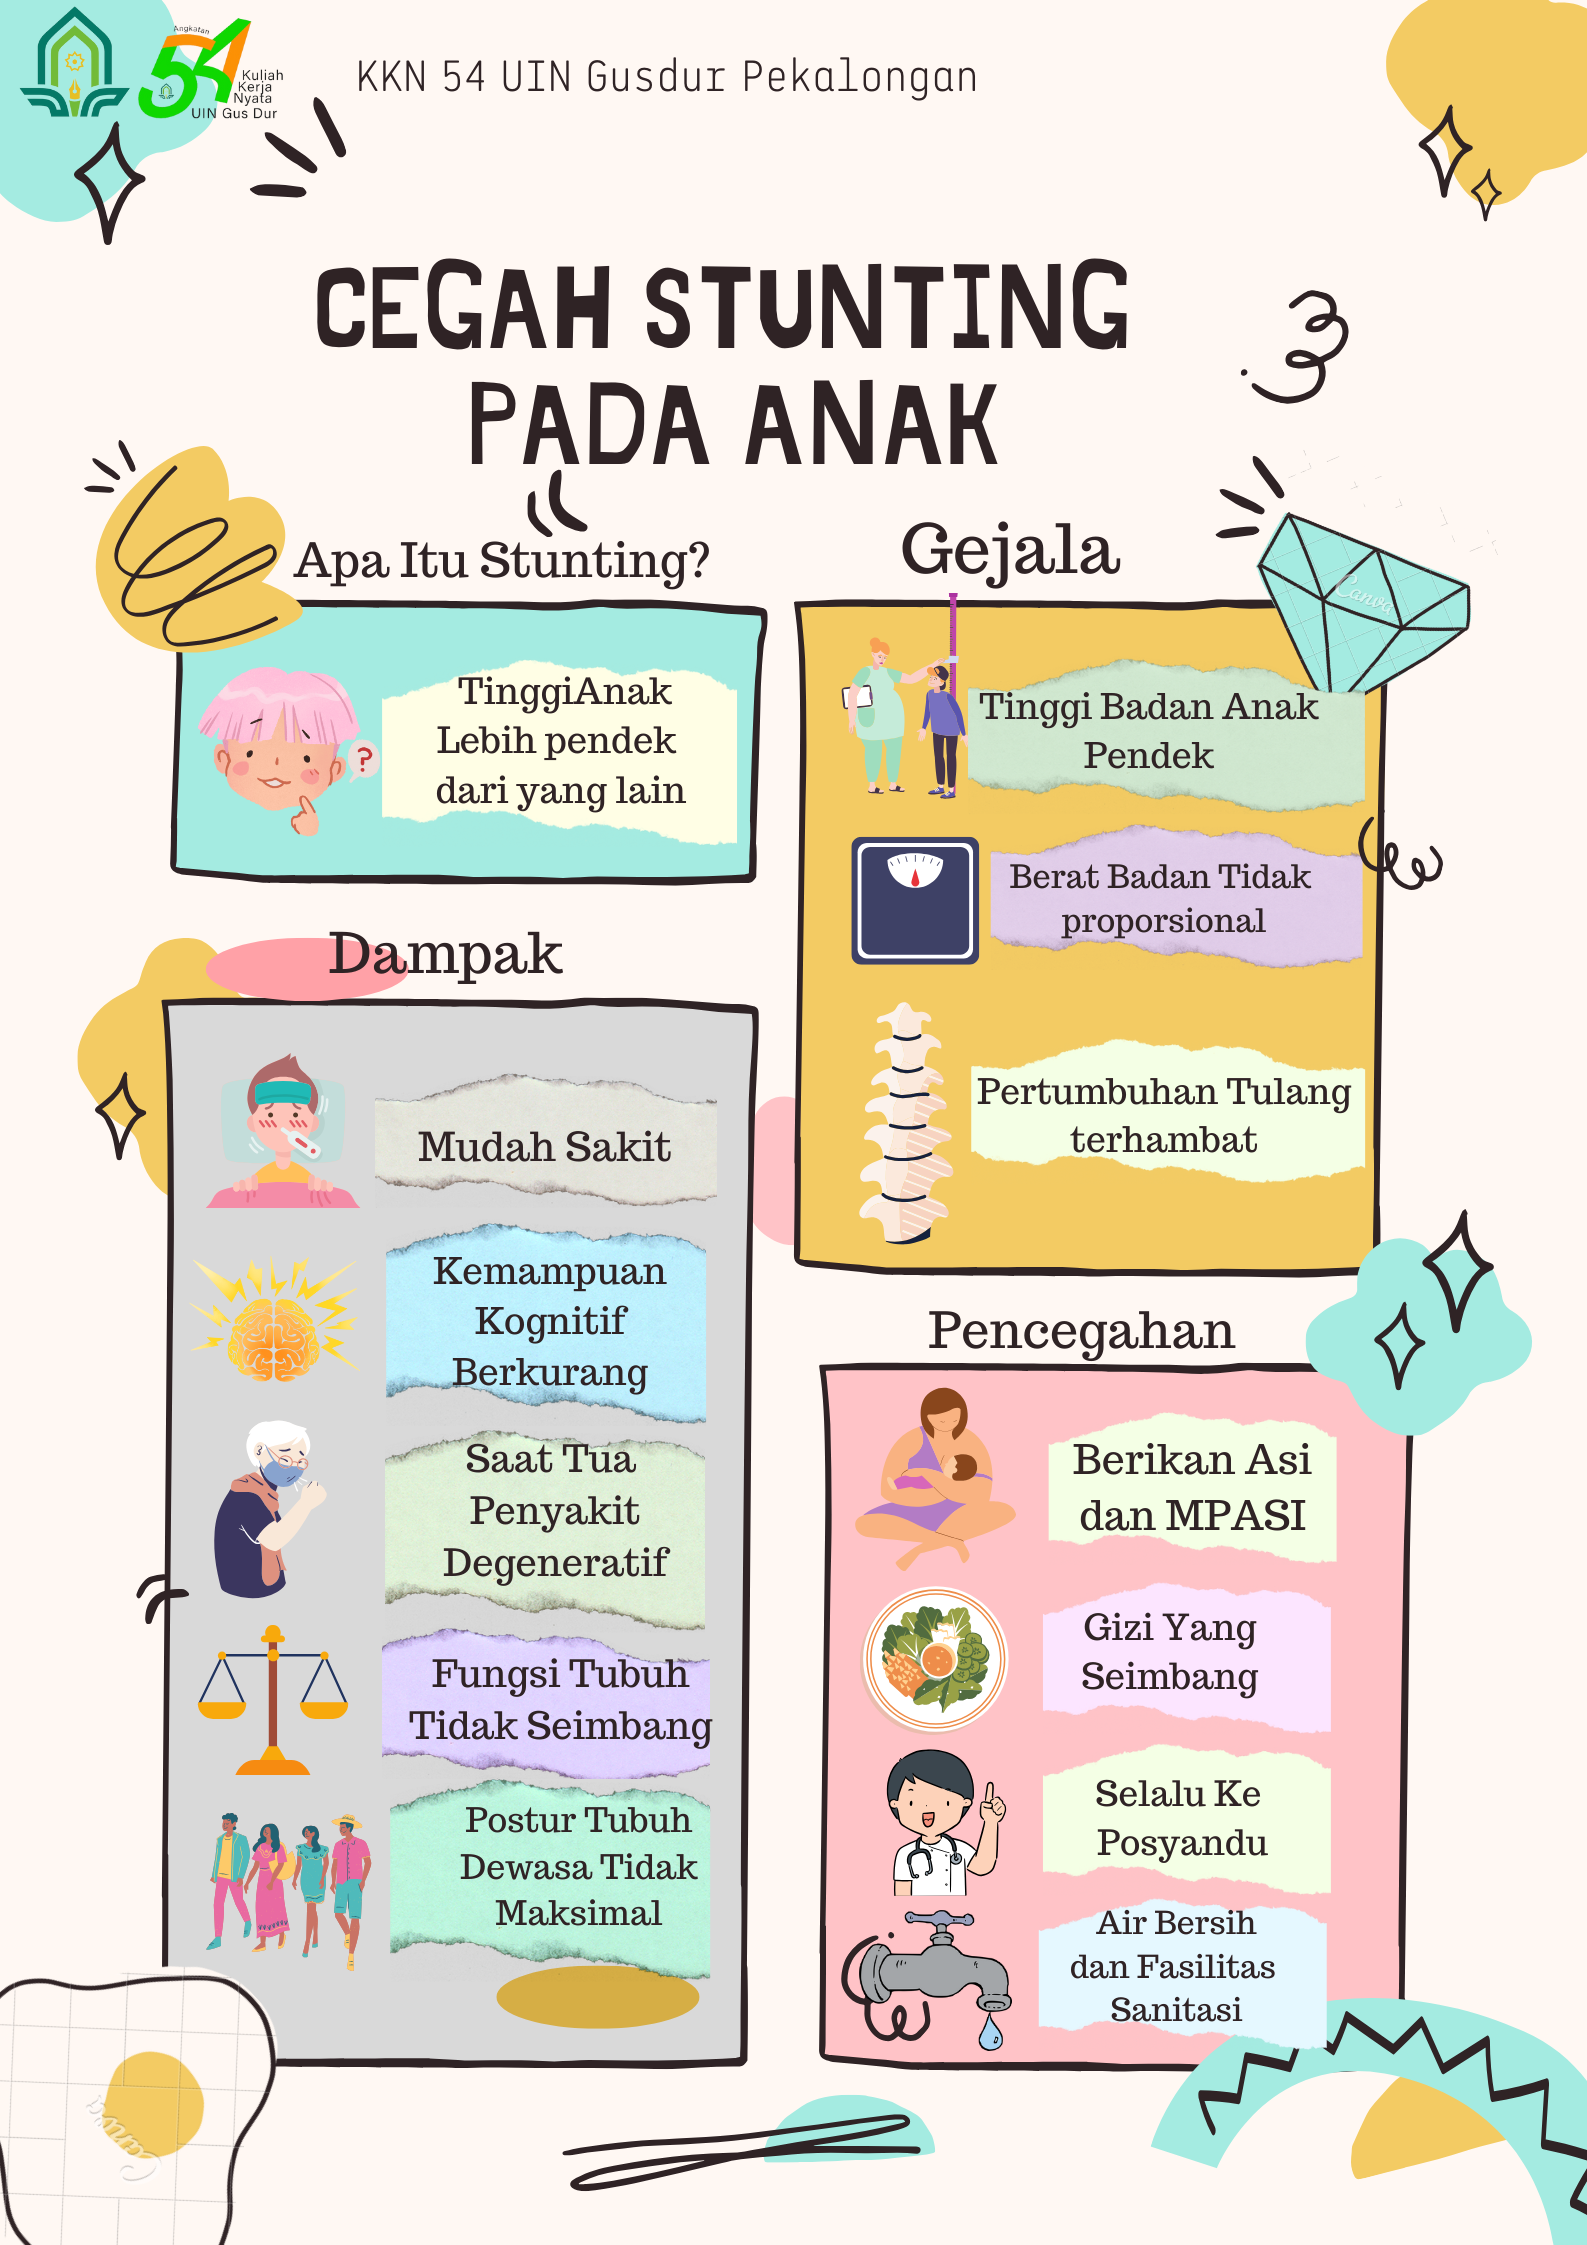 Angkatan
54
Kuliah
Kerja
Nyata
UIN Gus Dur
KKN 54 UIN Gusdur Pekalongan
CEGAH STUNTING
PADA ANAK
Apa Itu Stunting?
TinggiAnak
Lebih pendek
dari yang lain
?
Dampak
Mudah Sakit
Kemampuan
Kognitif
Berkurang
Saat Tua
Penyakit
Degeneratif
Fungsi Tubuh
Tidak Seimbang
Postur Tubuh
Dewasa Tidak
Maksimal
Gejala
Tinggi Badan Anak
Pendek
Berat Badan Tidak
proporsional
Pertumbuhan Tulang
terhambat
Pencegahan
Berikan Asi
dan MPASI
Gizi Yang
Seimbang
Selalu Ke
Posyandu
Air Bersih
dan Fasilitas
Sanitasi
Canva
Canva